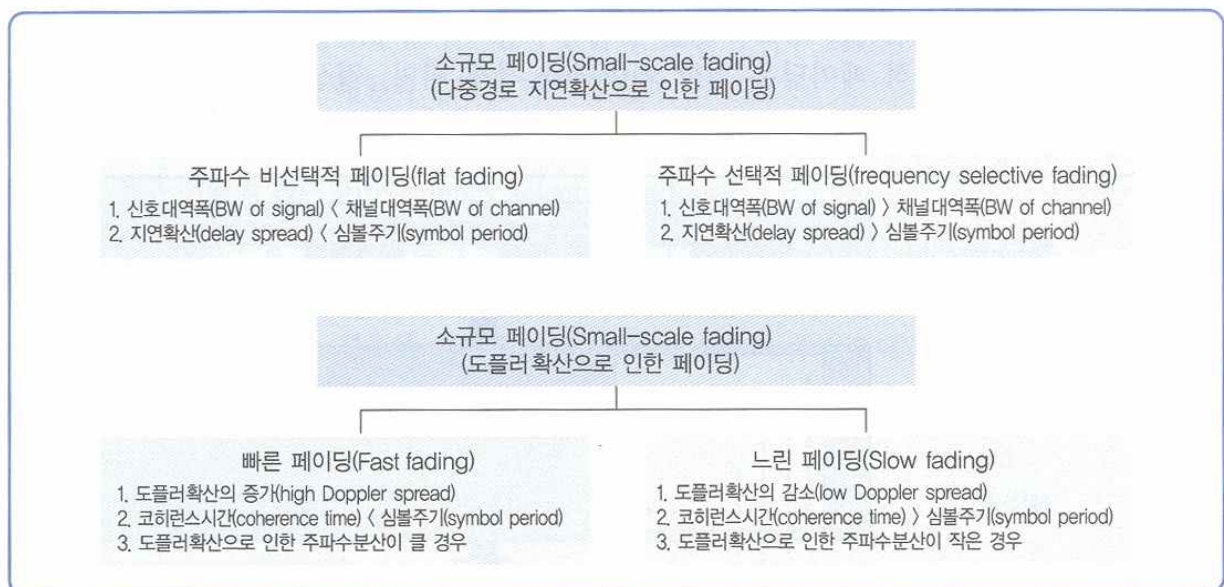 소규모 페이딩(Small-scale fading)
(다중경로 지연확산으로 인한 페이딩)
주파수 비선택적 페이딩(flat fading)
1. 신호대역폭(BW of signal) < 채널대역폭(BW of channel)
2. 지연확산(delay spread) < 심볼주기(symbol period)
주파수 선택적 페이딩(frequency selective fading)
1. 신호대역폭(BW of signal) > 채널대역폭(BW of channel)
2. 지연확산(delay spread) > 심볼주기(symbol period)
소규모 페이딩(Small-scale fading)
(도플러확산으로 인한 페이딩)
빠른 페이딩(Fast fading)
1. 도플러확산의 증가(high Doppler spread)
2. 코히런스시간(coherence time) < 심볼주기(symbol period)
3. 도플러확산으로 인한 주파수분산이 클 경우
느린 페이딩(Slow fading)
1. 도플러확산의 감소(low Doppler spread)
2. 코히런스시간(coherence time) > 심볼주기(symbol period)
3. 도플러확산으로 인한 주파수분산이 작은 경우